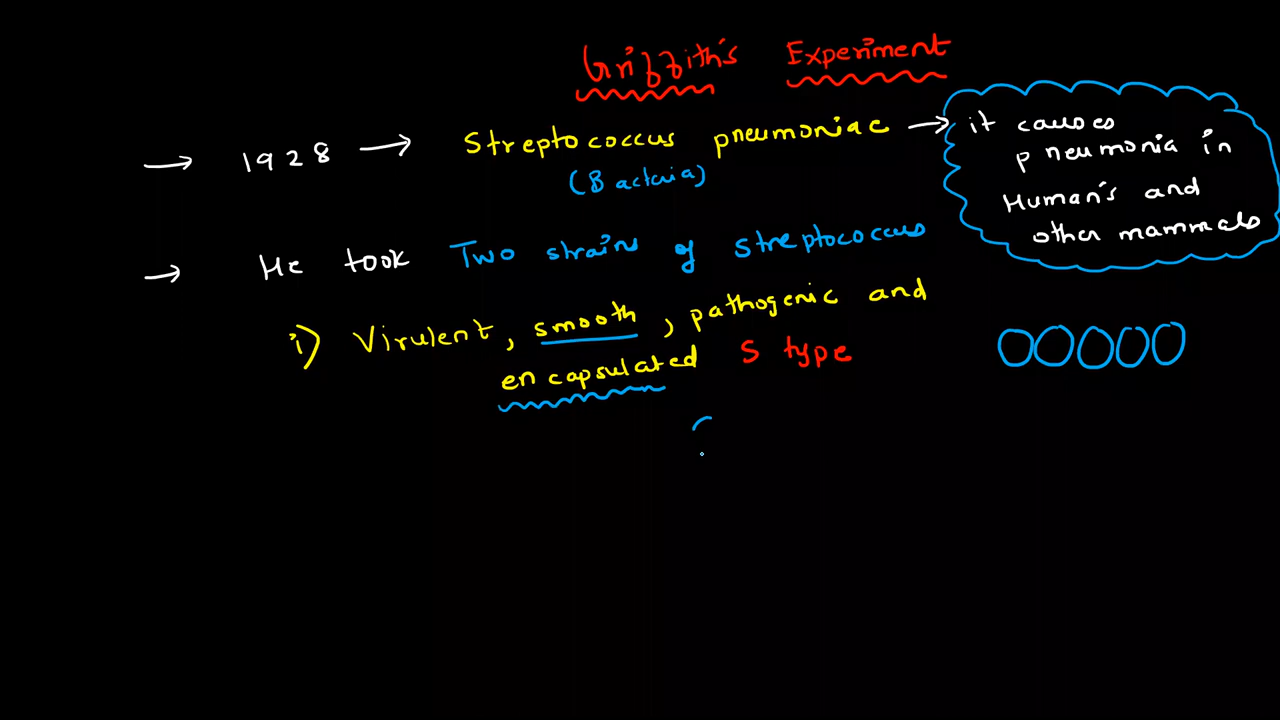 Griffith's Experiment
→ 1928 → Streptococcus pneumoniae → it causes
pneumonia in
Human's and
other mammals
(Bacteria)
→ He took Two strains of streptococcus
i) Virulent, smooth, pathogenic and
encapsulated S type